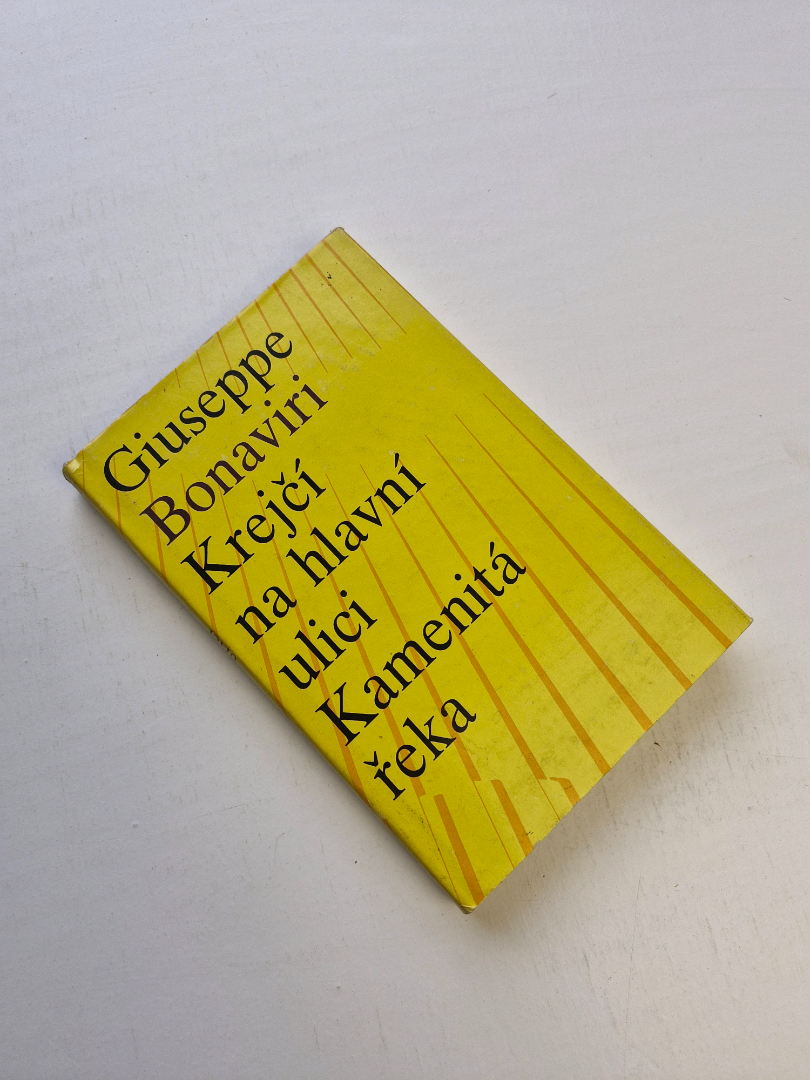 Giuseppe
Bonaviri
Krejčí
na hlavní
ulici
Kamenitá
řeka